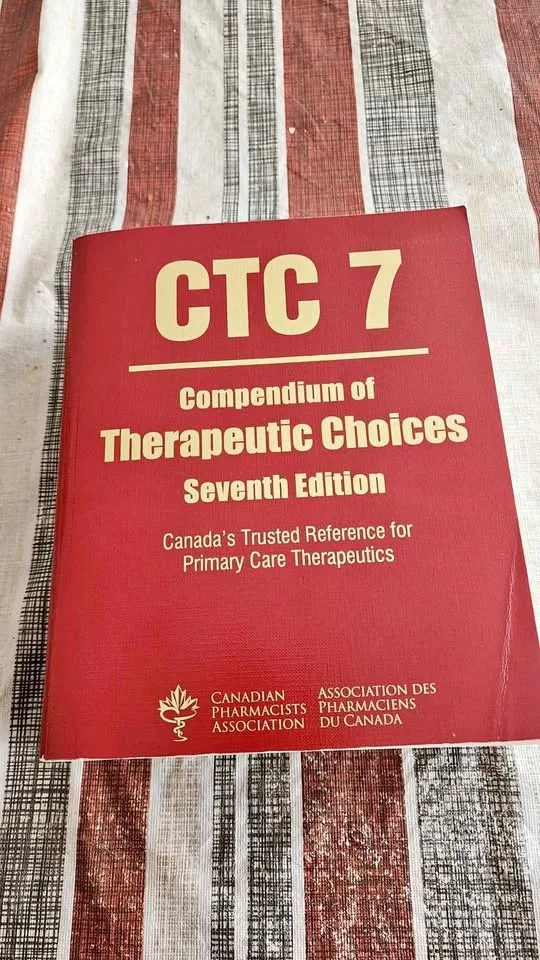 CTC 7
Compendium of
Therapeutic Choices
Seventh Edition
Canada's Trusted Reference for
Primary Care Therapeutics
CANADIAN
PHARMACISTS
ASSOCIATION
ASSOCIATION DES
PHARMACIENS
DU CANADA